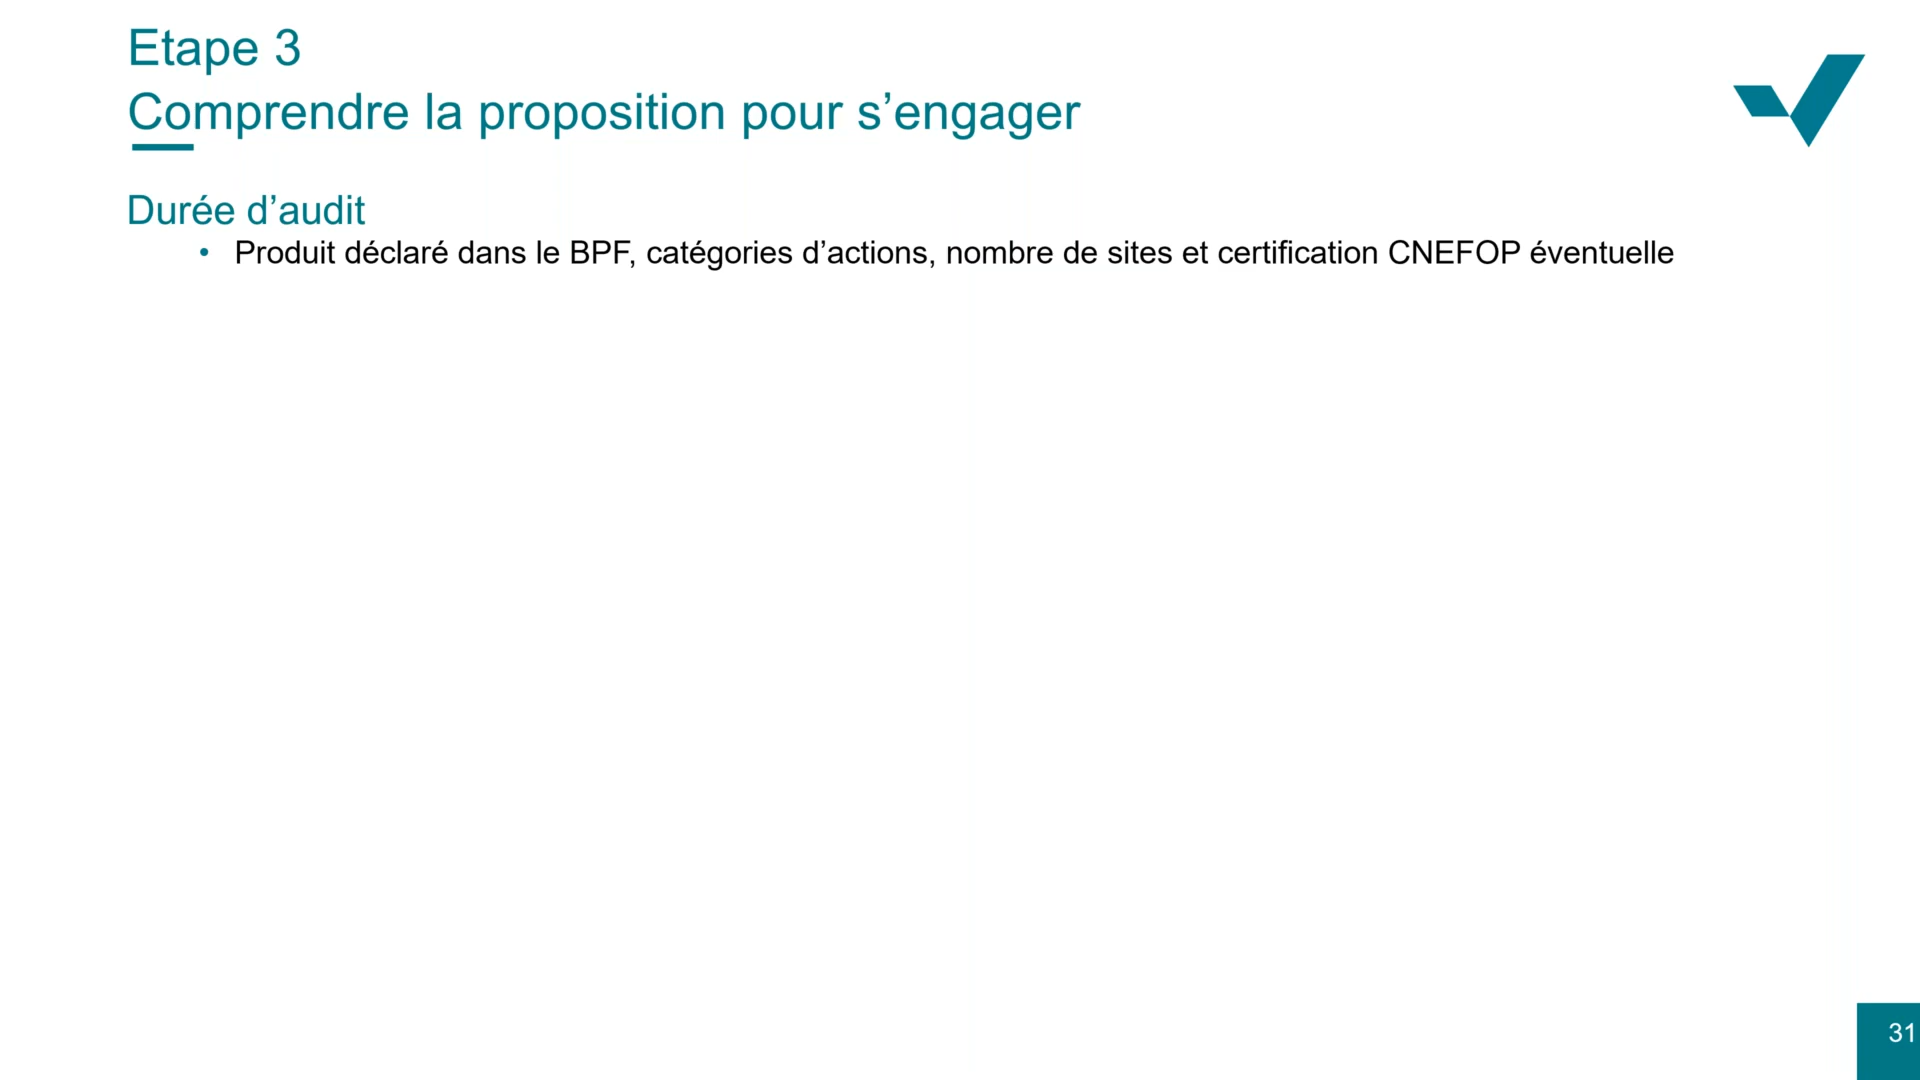 Etape 3
Comprendre la proposition pour s’engager
Durée d’audit
• Produit déclaré dans le BPF, catégories d’actions, nombre de sites et certification CNEFOP éventuelle
31